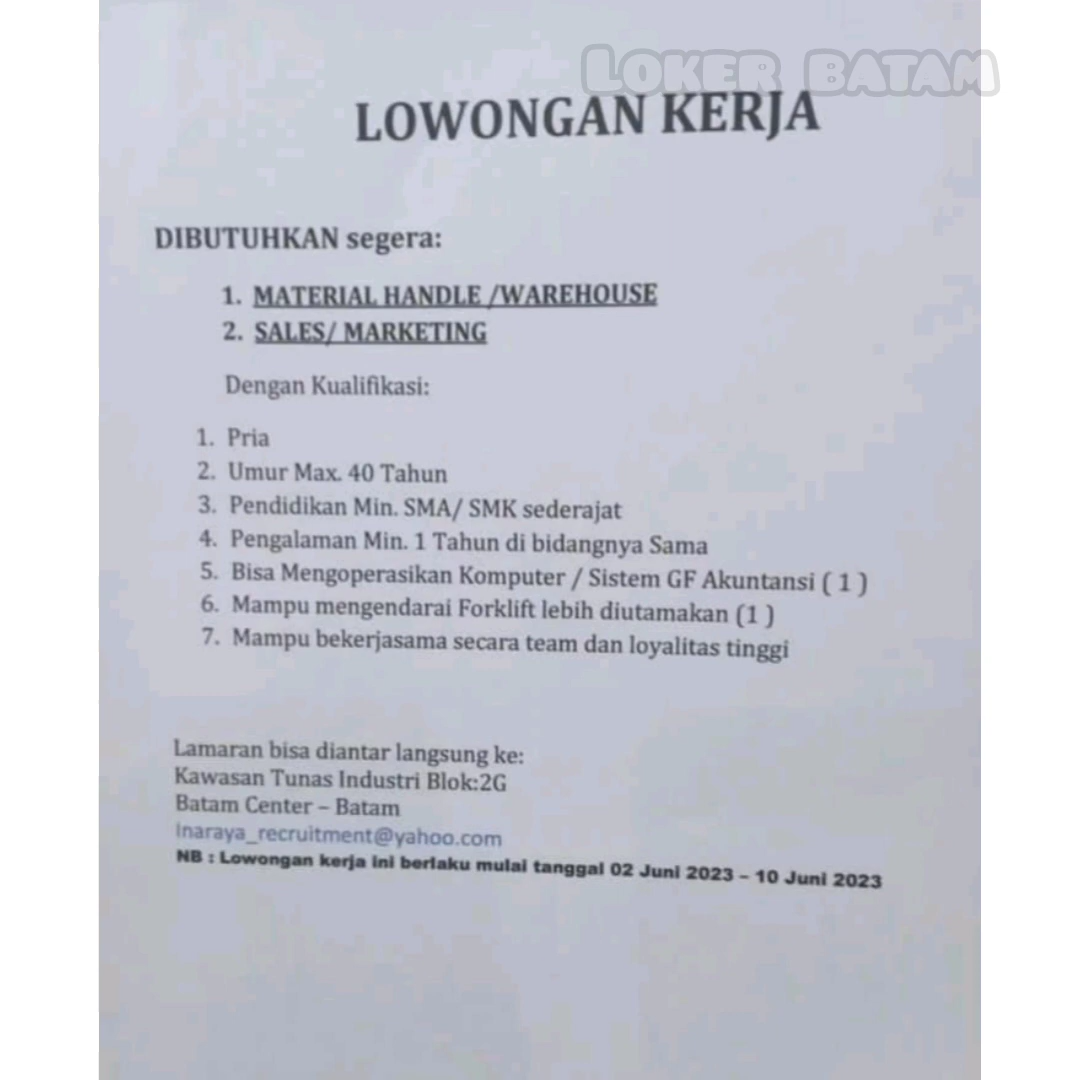 LOKER BATAM
LOWONGAN KERJA
DIBUTUHKAN segera:
1. MATERIAL HANDLE /WAREHOUSE
2. SALES/ MARKETING
Dengan Kualifikasi:
1. Pria
2. Umur Max. 40 Tahun
3. Pendidikan Min. SMA/ SMK sederajat
4. Pengalaman Min. 1 Tahun di bidangnya Sama
5. Bisa Mengoperasikan Komputer / Sistem GF Akuntansi ( 1 )
6. Mampu mengendarai Forklift lebih diutamakan (1 )
7. Mampu bekerjasama secara team dan loyalitas tinggi
Lamaran bisa diantar langsung ke:
Kawasan Tunas Industri Blok:2G
Batam Center – Batam
inaraya_recruitment@yahoo.com
NB : Lowongan kerja ini berlaku mulai tanggal 02 Juni 2023 – 10 Juni 2023